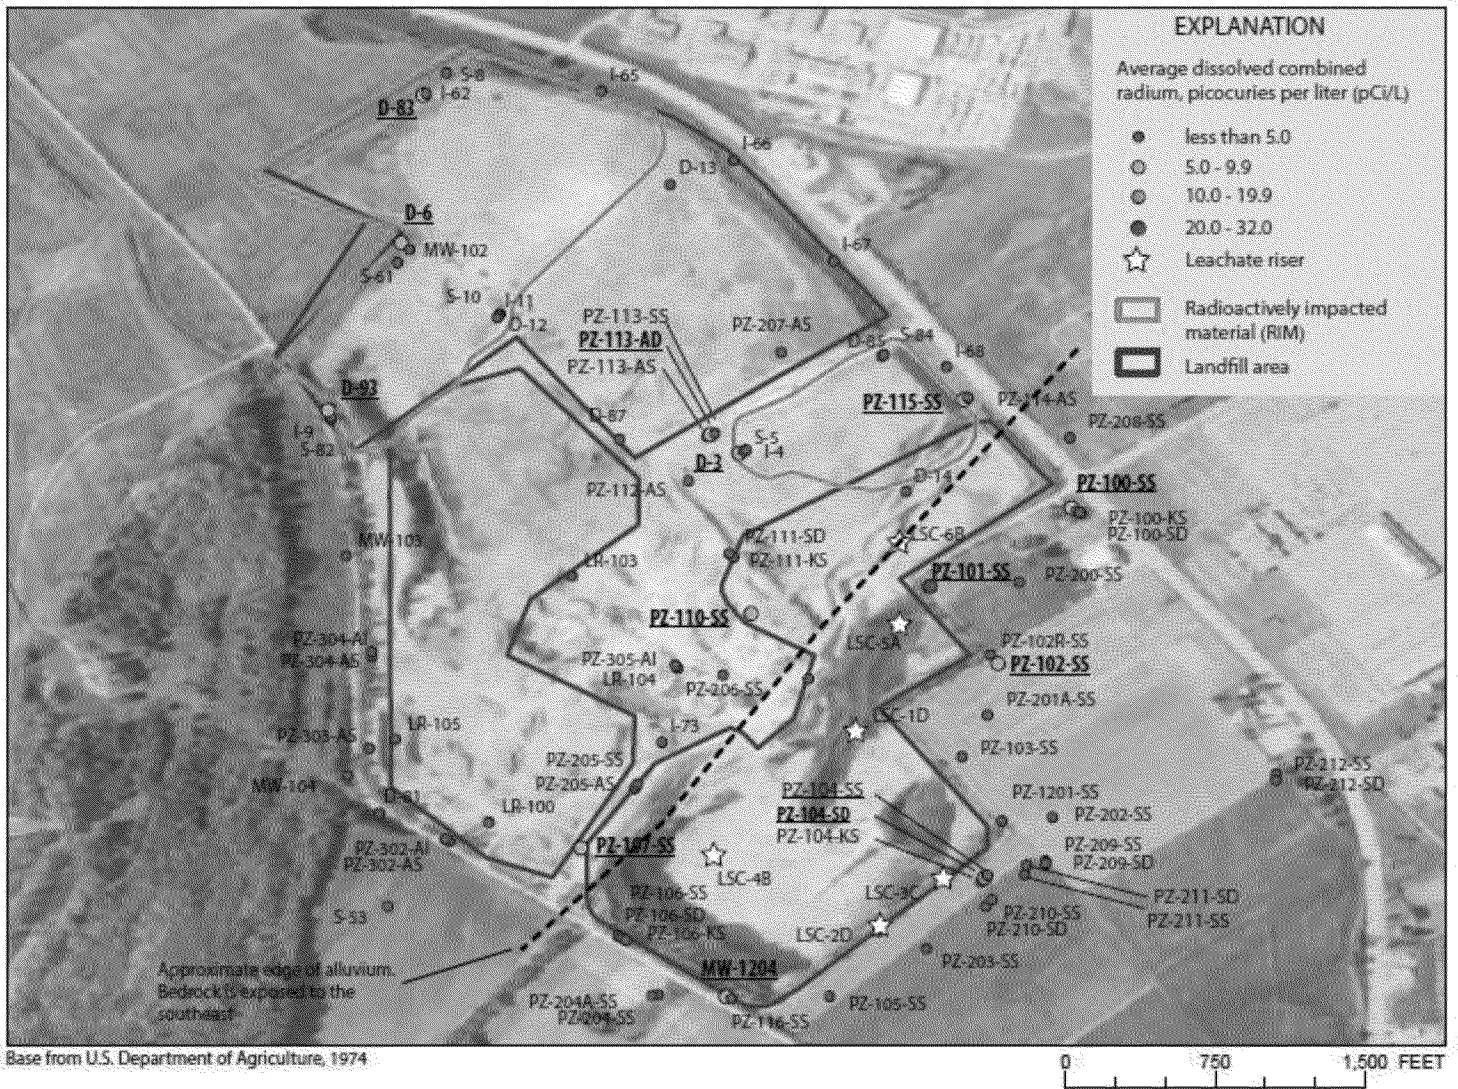 EXPLANATION
Average dissolved combined
radium, picocuries per liter (pCi/L)
less than 5.0
5.0 - 9.9
10.0 - 19.9
20.0 - 32.0
Leachate riser
Radioactively impacted
material (RIM)
Landfill area
S-8
I-62
D-83
I-65
I-66
D-13
D-6
MW-102
S-61
I-67
S-10
I-11
D-12
PZ-113-SS
PZ-113-AD
PZ-113-AS
PZ-207-AS
D-85
S-84
I-68
D-93
I-9
S-82
D-87
PZ-115-SS
PZ-114-AS
PZ-208-SS
S-5
I-4
D-3
PZ-112-AS
D-14
PZ-100-SS
PZ-100-KS
PZ-100-SD
MW-103
LR-103
PZ-111-SD
PZ-111-KS
LSC-6B
PZ-101-SS
PZ-200-SS
PZ-110-SS
PZ-304-AI
PZ-304-AS
PZ-305-AI
LR-104
PZ-206-SS
LSC-5A
PZ-102R-SS
PZ-102-SS
PZ-201A-SS
LR-105
PZ-303-AS
I-73
LSC-1D
PZ-103-SS
PZ-205-SS
PZ-205-AS
MW-104
D-81
LR-100
PZ-104-SS
PZ-104-SD
PZ-104-KS
PZ-1201-SS
PZ-202-SS
PZ-212-SS
PZ-212-SD
PZ-302-AI
PZ-302-AS
PZ-107-SS
LSC-4B
LSC-3C
PZ-209-SS
PZ-209-SD
PZ-211-SD
PZ-211-SS
PZ-106-SS
PZ-106-SD
PZ-106-KS
S-53
LSC-2D
PZ-210-SS
PZ-210-SD
PZ-203-SS
MW-1204
PZ-204A-SS
PZ-204-SS
PZ-116-SS
PZ-105-SS
Approximate edge of alluvium.
Bedrock is exposed to the
southeast
Base from U.S. Department of Agriculture, 1974
0 750 1,500 FEET